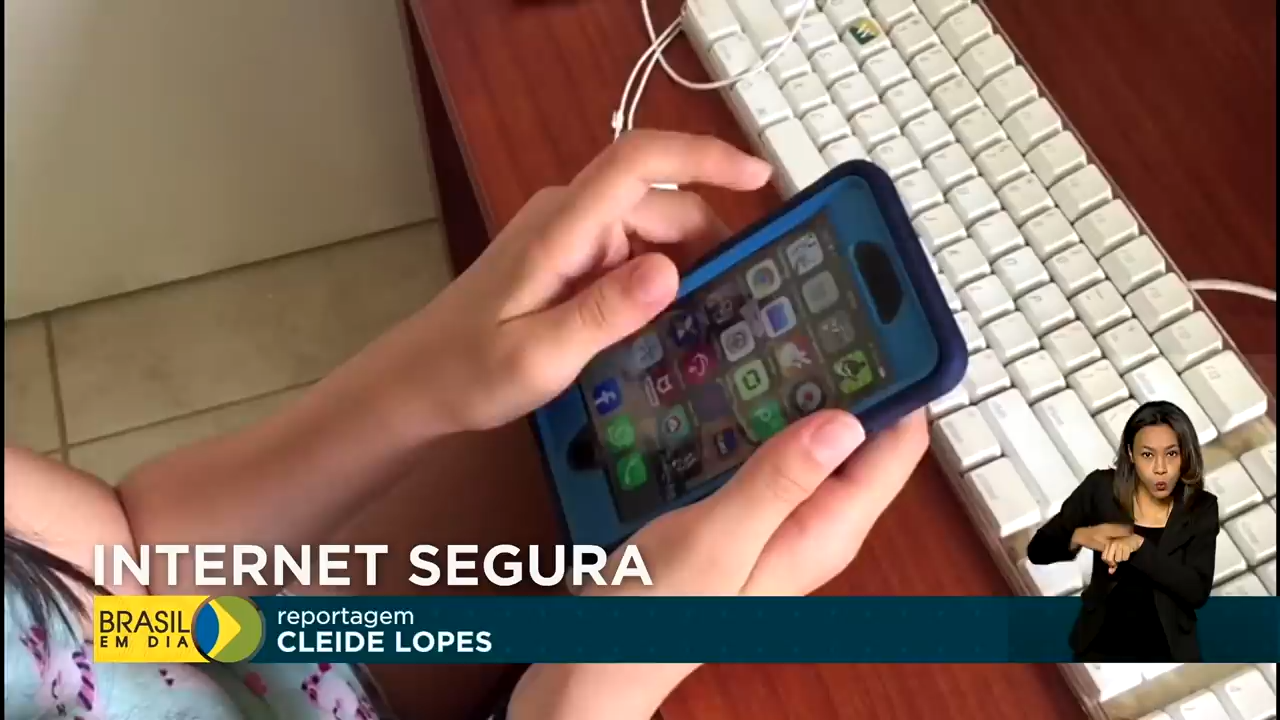 INTERNET SEGURA
BRASIL
EM DIA
reportagem
CLEIDE LOPES